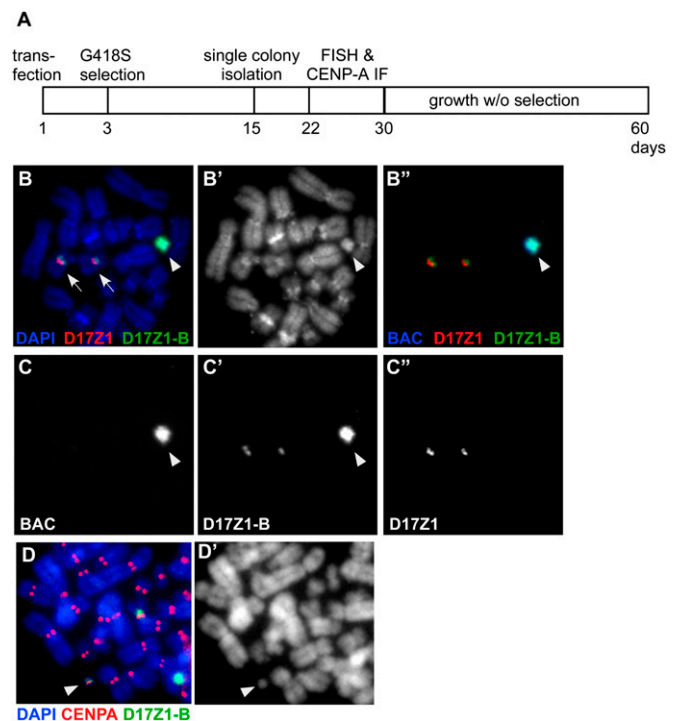 A
trans-
fection
G418S
selection
single colony
isolation
FISH &
CENP-A IF
growth w/o selection
1 3 15 22 30 60
days
B
DAPI D17Z1 D17Z1-B
B'
B"
BAC D17Z1 D17Z1-B
C
BAC
C'
D17Z1-B
C"
D17Z1
D
D'
DAPI CENPA D17Z1-B